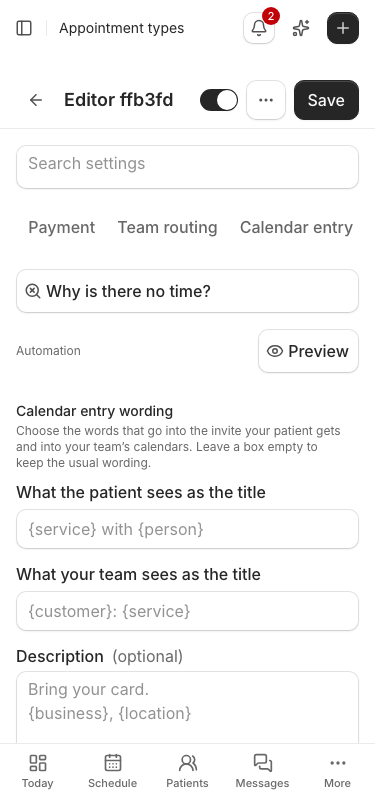 Appointment types
2
Editor ffb3fd
Save
Search settings
Payment Team routing Calendar entry
Why is there no time?
Automation
Preview
Calendar entry wording
Choose the words that go into the invite your patient gets
and into your team’s calendars. Leave a box empty to
keep the usual wording.
What the patient sees as the title
{service} with {person}
What your team sees as the title
{customer}: {service}
Description (optional)
Bring your card.
{business}, {location}
Today Schedule Patients Messages More